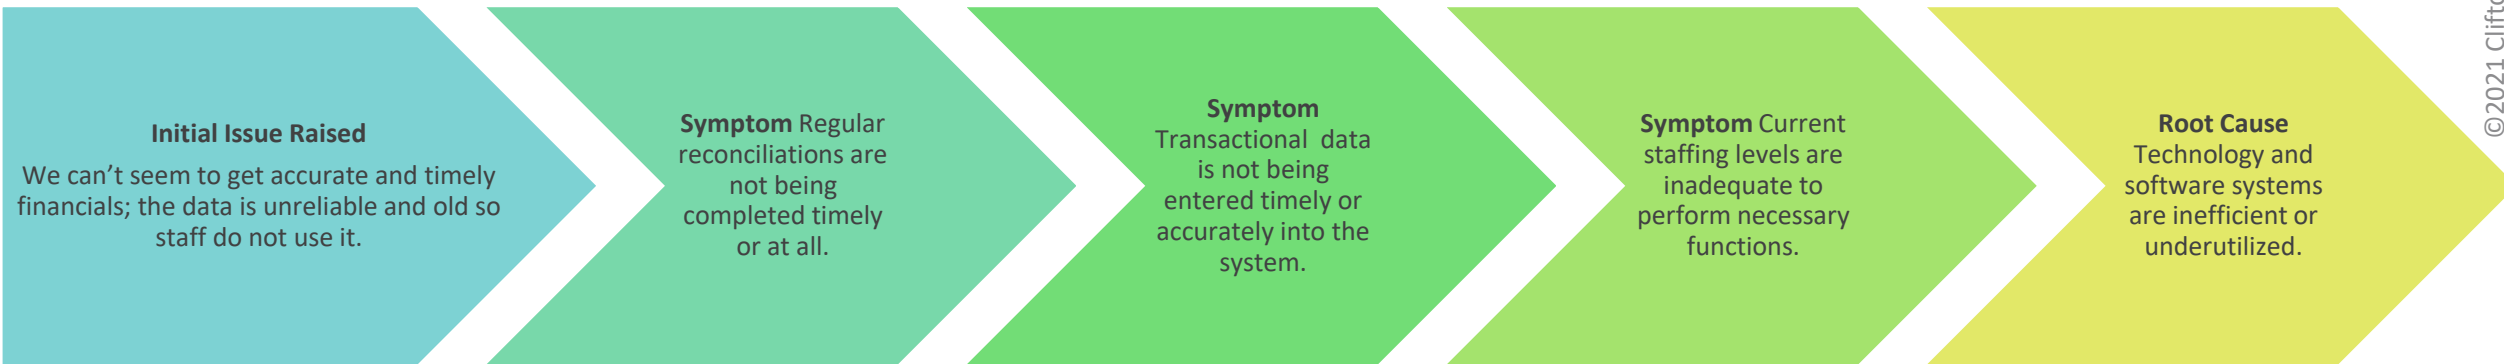 Initial Issue Raised
We can’t seem to get accurate and timely
financials; the data is unreliable and old so
staff do not use it.
Symptom Regular
reconciliations are
not being
completed timely
or at all.
Symptom
Transactional  data
is not being
entered timely or
accurately into the
system.
Symptom Current
staffing levels are
inadequate to
perform necessary
functions.
Root Cause
Technology and
software systems
are inefficient or
underutilized.
©2021